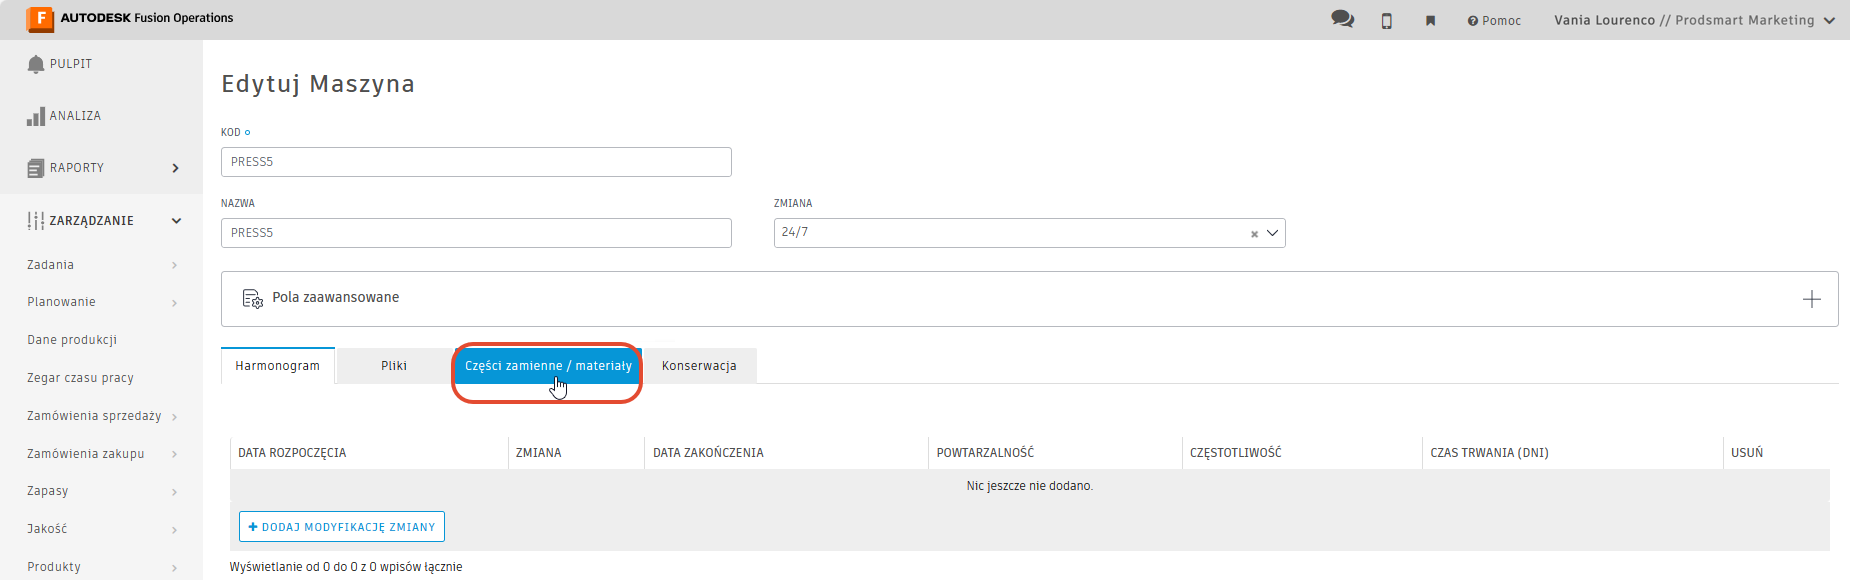 AUTODESK Fusion Operations
Pomoc
Vania Lourenco // Prodsmart Marketing
PULPIT
ANALIZA
RAPORTY
ZARZĄDZANIE
Zadania
Planowanie
Dane produkcji
Zegar czasu pracy
Zamówienia sprzedaży
Zamówienia zakupu
Zapasy
Jakość
Produkty
Edytuj Maszyna
KOD
PRESS5
NAZWA
PRESS5
ZMIANA
24/7
Pola zaawansowane
Harmonogram
Pliki
Części zamienne / materiały
Konserwacja
DATA ROZPOCZĘCIA
ZMIANA
DATA ZAKOŃCZENIA
POWTARZALNOŚĆ
CZĘSTOTLIWOŚĆ
CZAS TRWANIA (DNI)
USUŃ
Nic jeszcze nie dodano.
+ DODAJ MODYFIKACJĘ ZMIANY
Wyświetlanie od 0 do 0 z 0 wpisów łącznie